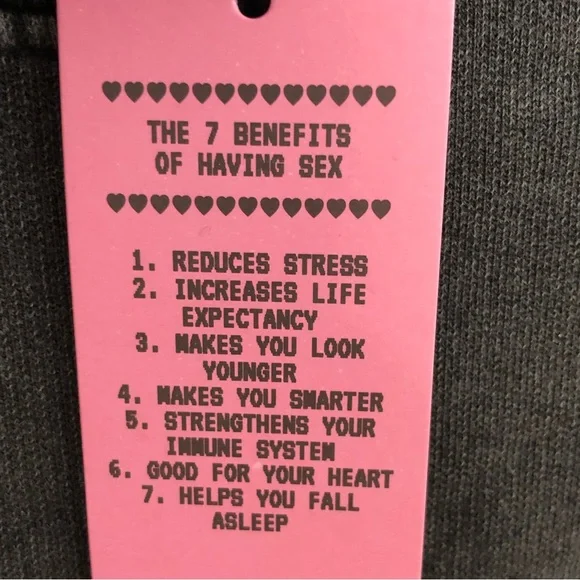 ♥♥♥♥♥♥♥♥♥♥♥♥♥
THE 7 BENEFITS
OF HAVING SEX
♥♥♥♥♥♥♥♥♥♥♥♥♥
1. REDUCES STRESS
2. INCREASES LIFE
EXPECTANCY
3. MAKES YOU LOOK
YOUNGER
4. MAKES YOU SMARTER
5. STRENGTHENS YOUR
IMMUNE SYSTEM
6. GOOD FOR YOUR HEART
7. HELPS YOU FALL
ASLEEP